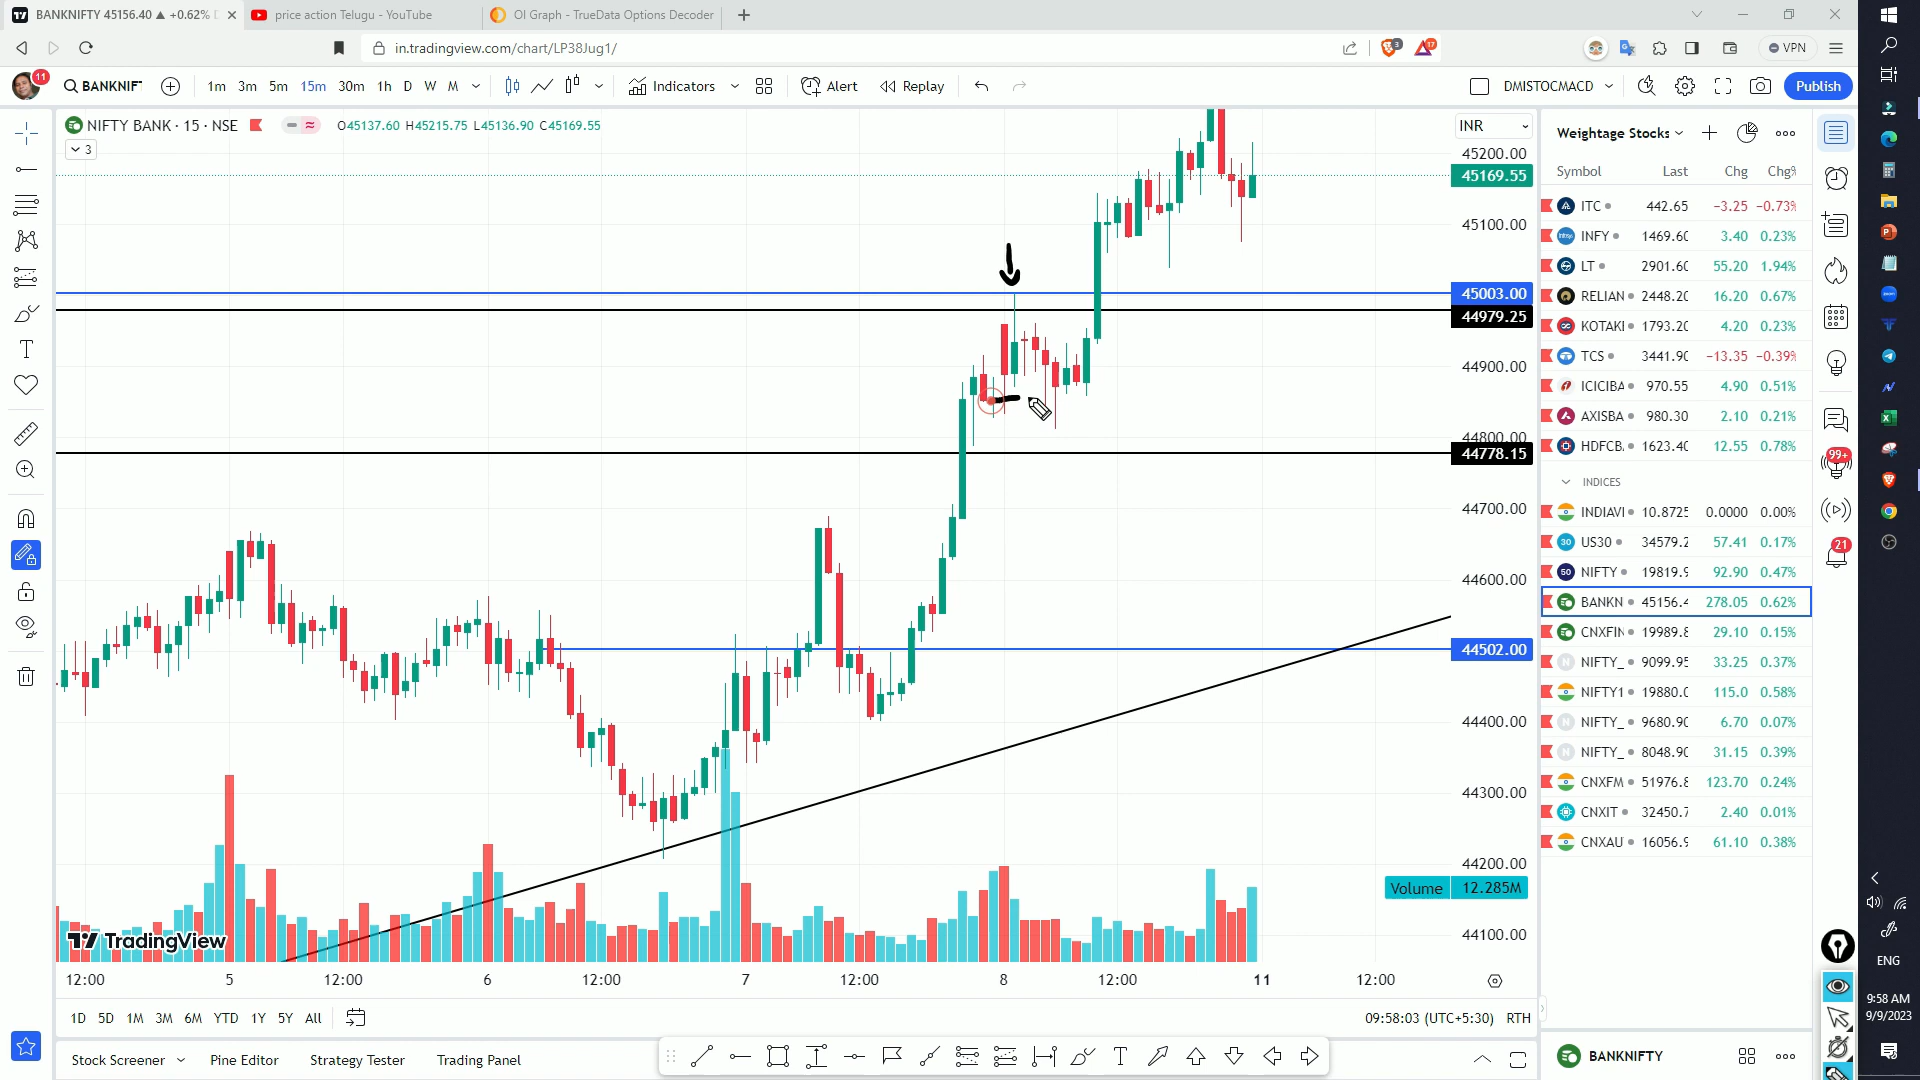 BANKNIFTY 45156.40 ▲ +0.62%
price action Telugu - YouTube
OI Graph - TrueData Options Decoder
in.tradingview.com/chart/LP38Jug1/
3
17
VPN
11
BANKNIF
1m 3m 5m 15m 30m 1h D W M
Indicators
Alert
Replay
DMISTOCMACD
Publish
NIFTY BANK · 15 · NSE
O45137.60 H45215.75 L45136.90 C45169.55
3
INR
45200.00
45169.55
45100.00
45003.00
44979.25
44900.00
44800.00
44778.15
44700.00
44600.00
44502.00
44400.00
44300.00
44200.00
Volume 12.285M
44100.00
TradingView
12:00 5 12:00 6 12:00 7 12:00 8 12:00 11 12:00
1D 5D 1M 3M 6M YTD 1Y 5Y All
09:58:03 (UTC+5:30) RTH
Stock Screener
Pine Editor
Strategy Tester
Trading Panel
Weightage Stocks
Symbol Last Chg Chg%
ITC 442.65 −3.25 −0.73%
INFY 1469.60 3.40 0.23%
LT 2901.60 55.20 1.94%
RELIAN 2448.20 16.20 0.67%
KOTAKI 1793.20 4.20 0.23%
TCS 3441.90 −13.35 −0.39%
ICICIBA 970.55 4.90 0.51%
AXISBA 980.30 2.10 0.21%
HDFCB 1623.40 12.55 0.78%
INDICES
INDIAVI 10.8725 0.0000 0.00%
US30 34579.2 57.41 0.17%
NIFTY 19819.9 92.90 0.47%
BANKN 45156.4 278.05 0.62%
CNXFIN 19989.8 29.10 0.15%
NIFTY_ 9099.95 33.25 0.37%
NIFTY1 19880.0 115.0 0.58%
NIFTY_ 9680.90 6.70 0.07%
NIFTY_ 8048.90 31.15 0.39%
CNXFM 51976.8 123.70 0.24%
CNXIT 32450.7 2.40 0.01%
CNXAU 16056.9 61.10 0.38%
BANKNIFTY
99+
21
ENG
9:58 AM
9/9/2023